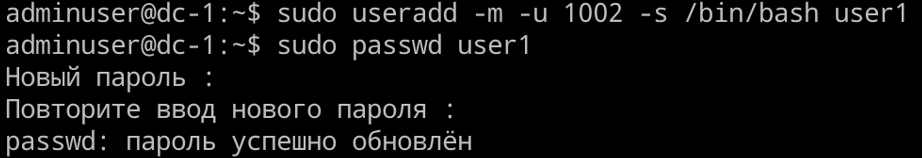 adminuser@dc-1:~$ sudo useradd -m -u 1002 -s /bin/bash user1
adminuser@dc-1:~$ sudo passwd user1
Новый пароль :
Повторите ввод нового пароля :
passwd: пароль успешно обновлён